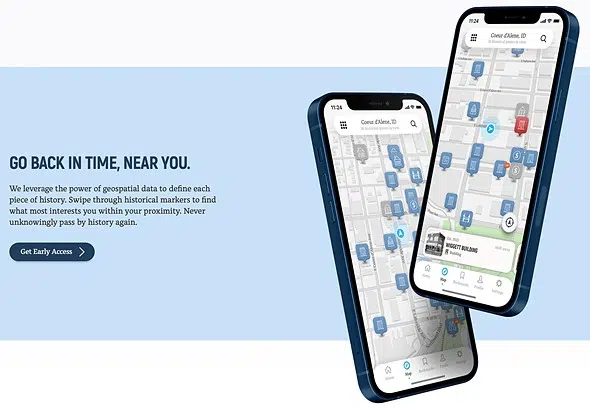 GO BACK IN TIME, NEAR YOU.
We leverage the power of geospatial data to define each
piece of history. Swipe through historical markers to find
what most interests you within your proximity. Never
unknowingly pass by history again.
Get Early Access
11:24
Coeur d'Alene, ID
11:24
Coeur d'Alene, ID
WIGGETT BUILDING
Building
Home
Map
Bookmarks
Profile
Settings
Map